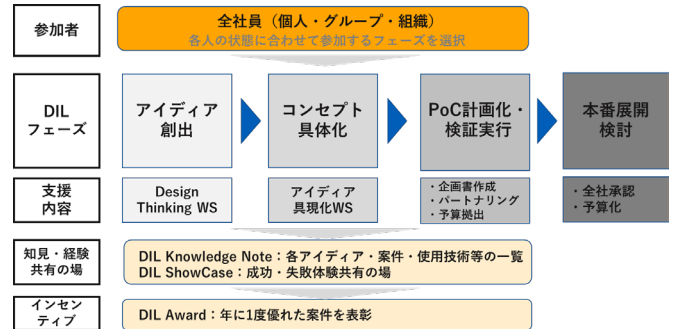 参加者
全社員（個人・グループ・組織）
各人の状態に合わせて参加するフェーズを選択
DIL
フェーズ
アイディア
創出
コンセプト
具体化
PoC計画化・
検証実行
本番展開
検討
支援
内容
Design
Thinking WS
アイディア
具現化WS
・企画書作成
・パートナリング
・予算拠出
・全社承認
・予算化
知見・経験
共有の場
DIL Knowledge Note：各アイディア・案件・使用技術等の一覧
DIL ShowCase：成功・失敗体験共有の場
インセン
ティブ
DIL Award：年に1度優れた案件を表彰